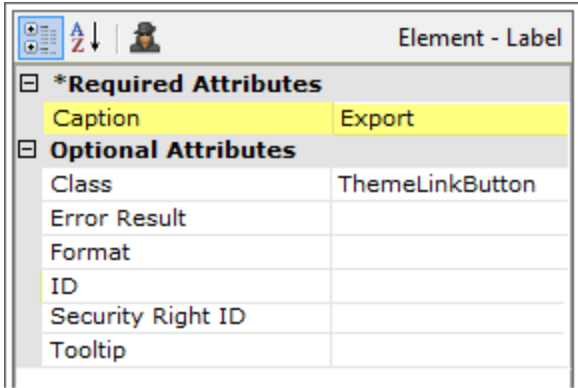 A Z Element - Label
*Required Attributes
Caption Export
Optional Attributes
Class ThemeLinkButton
Error Result
Format
ID
Security Right ID
Tooltip